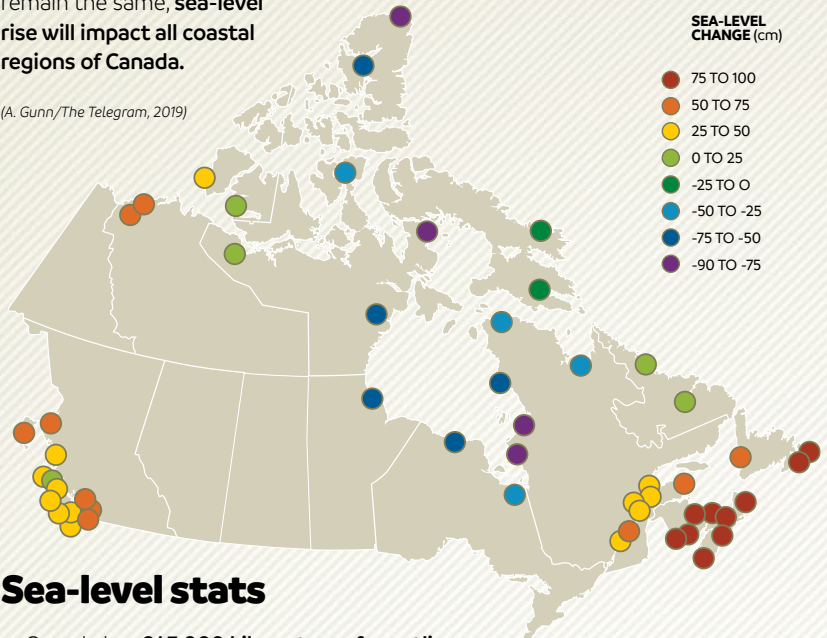 remain the same, sea-level
rise will impact all coastal
regions of Canada.
(A. Gunn/The Telegram, 2019)
SEA-LEVEL
CHANGE (cm)
75 TO 100
50 TO 75
25 TO 50
0 TO 25
-25 TO O
-50 TO -25
-75 TO -50
-90 TO -75
Sea-level stats